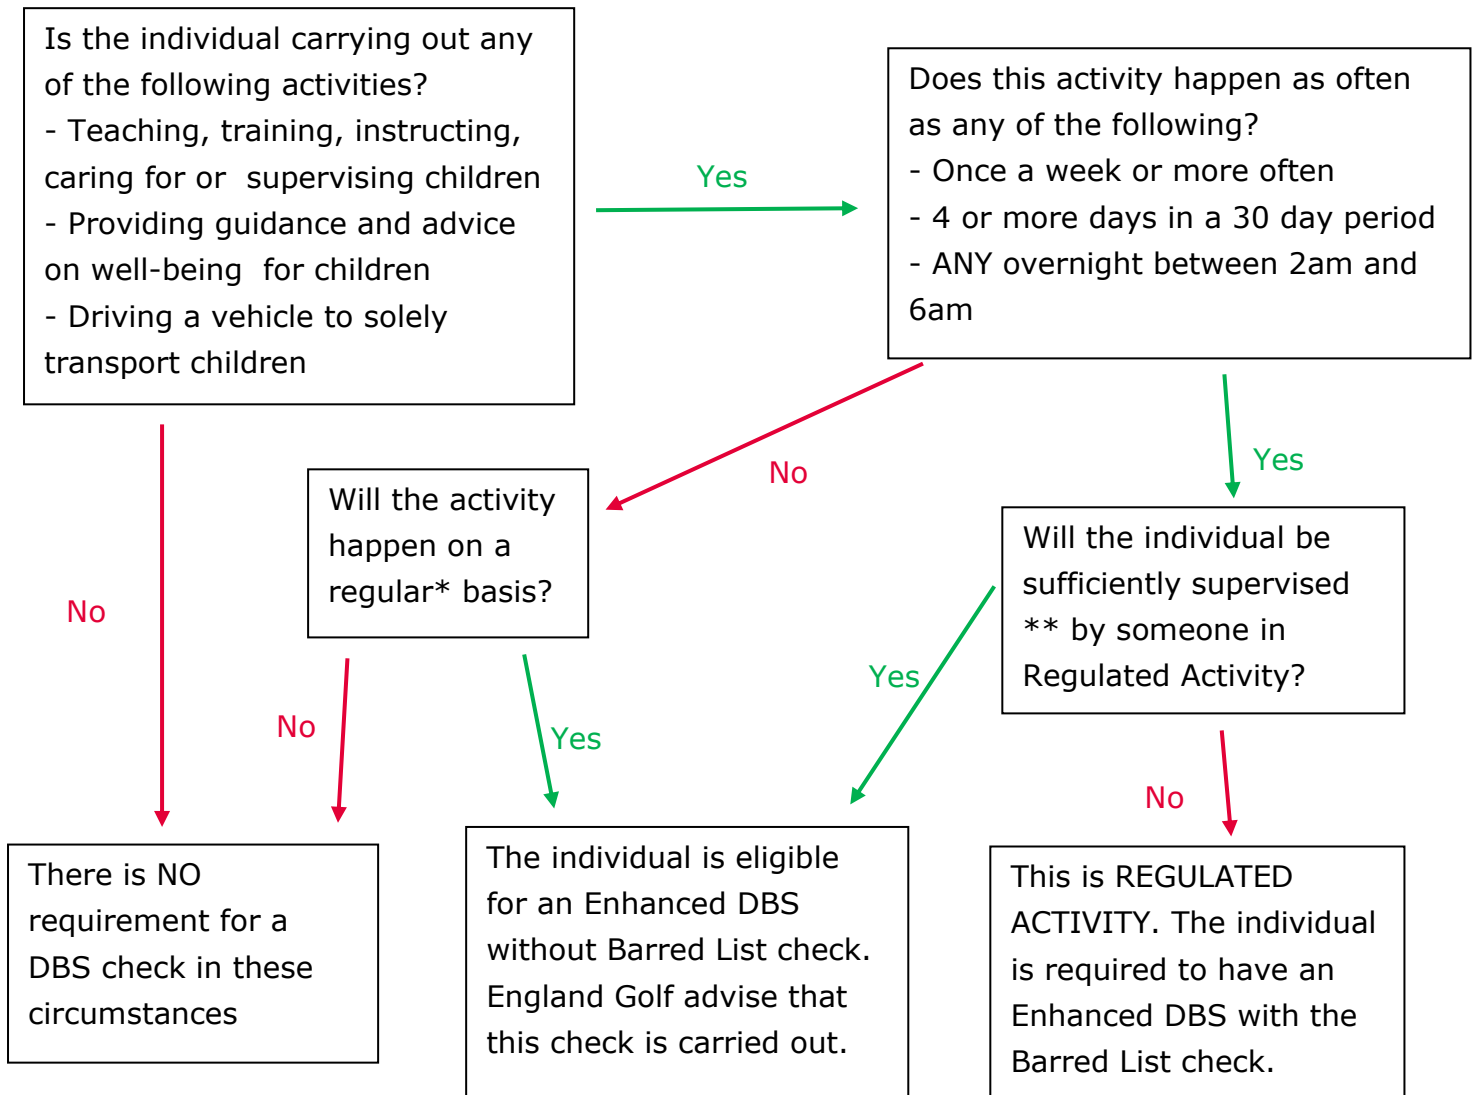 Is the individual carrying out any
of the following activities?
- Teaching, training, instructing,
caring for or  supervising children
- Providing guidance and advice
on well-being  for children
- Driving a vehicle to solely
transport children
Yes
Does this activity happen as often
as any of the following?
- Once a week or more often
- 4 or more days in a 30 day period
- ANY overnight between 2am and
6am
No
No
Yes
Will the activity
happen on a
regular* basis?
Will the individual be
sufficiently supervised
** by someone in
Regulated Activity?
No
Yes
Yes
No
There is NO
requirement for a
DBS check in these
circumstances
The individual is eligible
for an Enhanced DBS
without Barred List check.
England Golf advise that
this check is carried out.
This is REGULATED
ACTIVITY. The individual
is required to have an
Enhanced DBS with the
Barred List check.